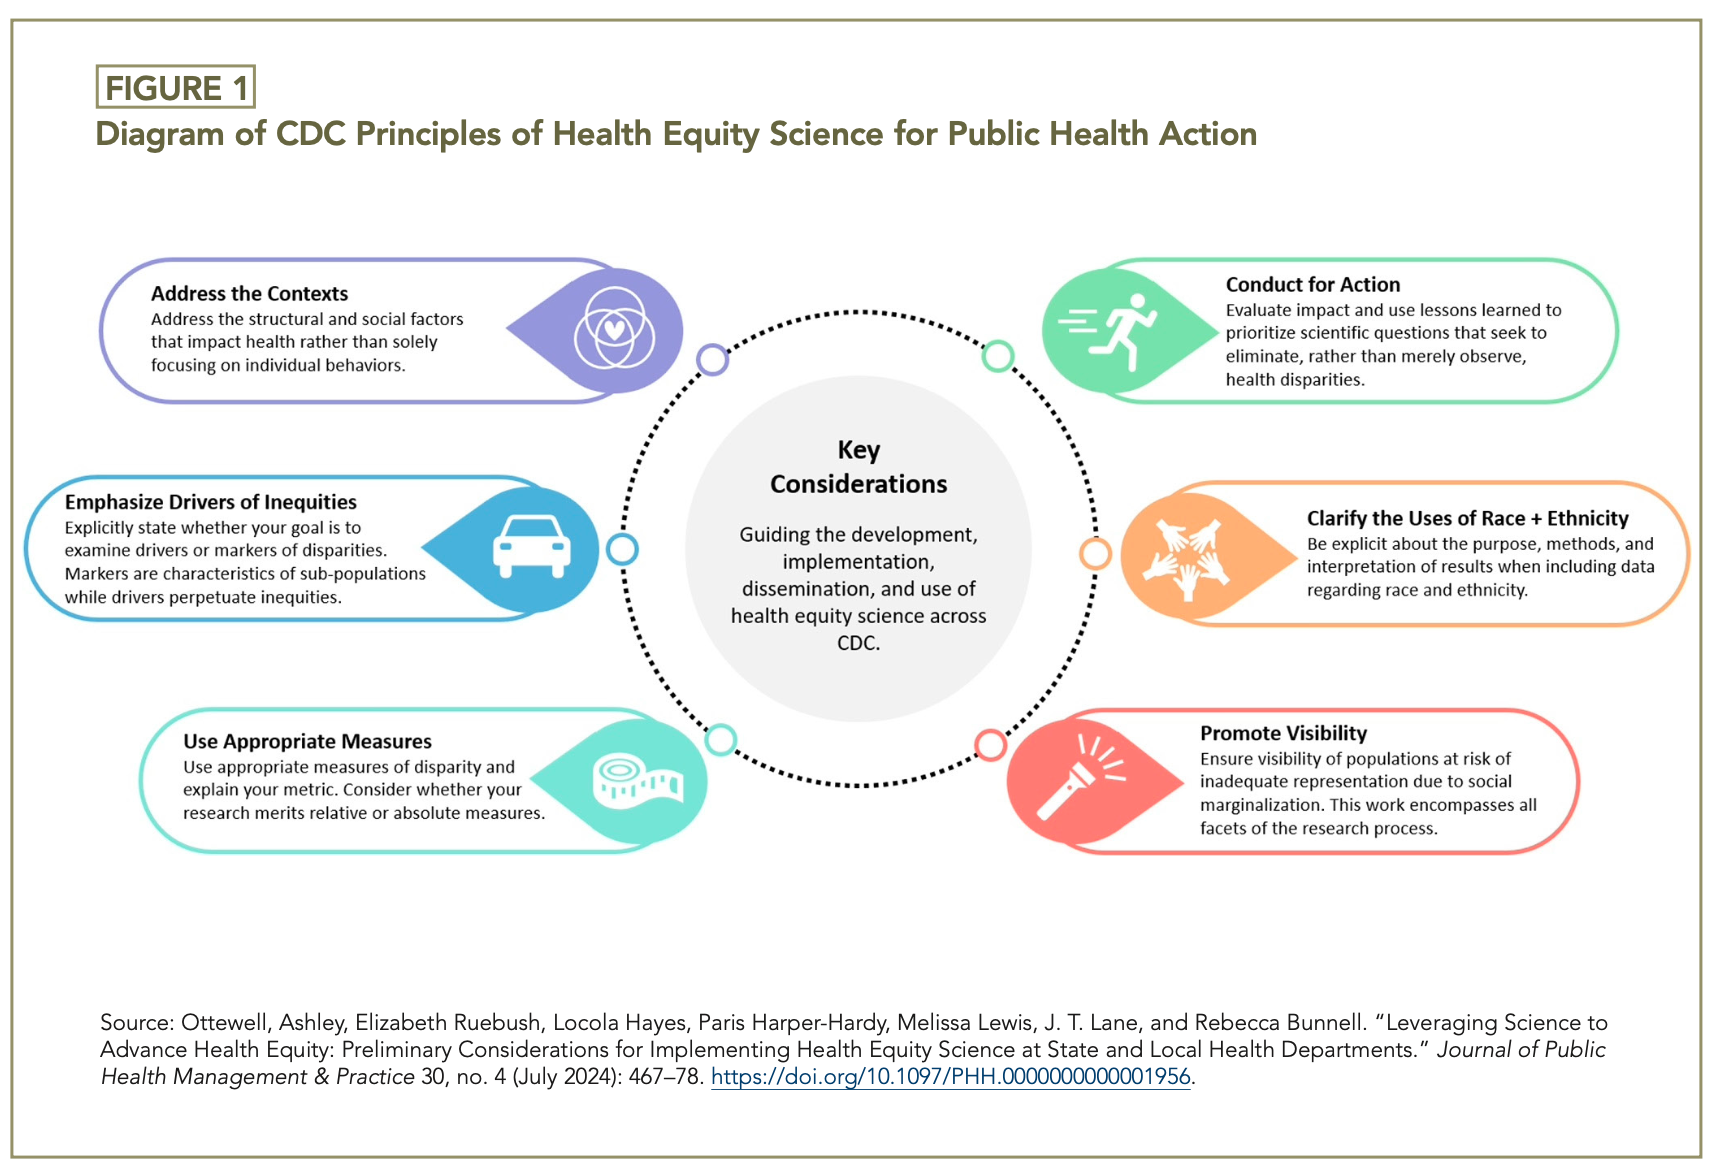 FIGURE 1
Diagram of CDC Principles of Health Equity Science for Public Health Action
Address the Contexts
Address the structural and social factors
that impact health rather than solely
focusing on individual behaviors.
Emphasize Drivers of Inequities
Explicitly state whether your goal is to
examine drivers or markers of disparities.
Markers are characteristics of sub-populations
while drivers perpetuate inequities.
Use Appropriate Measures
Use appropriate measures of disparity and
explain your metric. Consider whether your
research merits relative or absolute measures.
Key
Considerations
Guiding the development,
implementation,
dissemination, and use of
health equity science across
CDC.
Conduct for Action
Evaluate impact and use lessons learned to
prioritize scientific questions that seek to
eliminate, rather than merely observe,
health disparities.
Clarify the Uses of Race + Ethnicity
Be explicit about the purpose, methods, and
interpretation of results when including data
regarding race and ethnicity.
Promote Visibility
Ensure visibility of populations at risk of
inadequate representation due to social
marginalization. This work encompasses all
facets of the research process.
Source: Ottewell, Ashley, Elizabeth Ruebush, Locola Hayes, Paris Harper-Hardy, Melissa Lewis, J. T. Lane, and Rebecca Bunnell. “Leveraging Science to
Advance Health Equity: Preliminary Considerations for Implementing Health Equity Science at State and Local Health Departments.” Journal of Public
Health Management & Practice 30, no. 4 (July 2024): 467–78. https://doi.org/10.1097/PHH.0000000000001956.